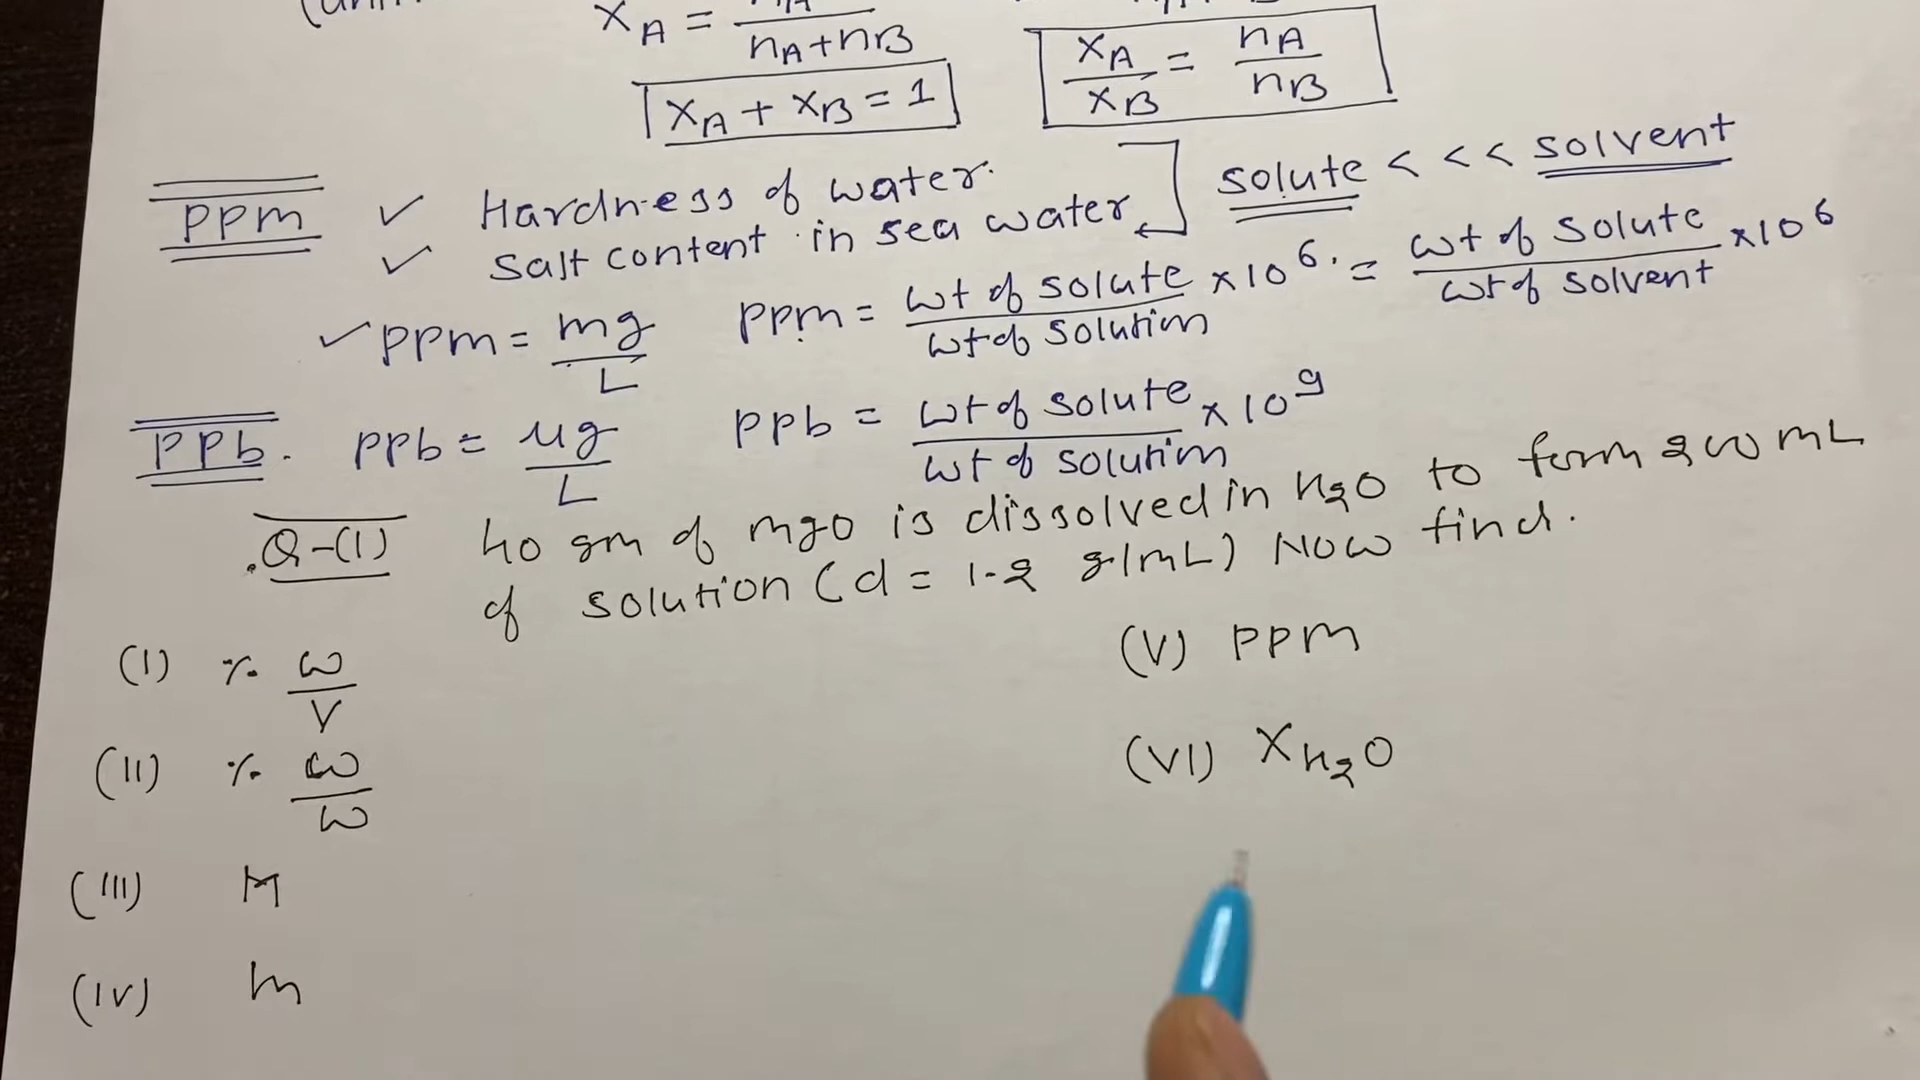 XA = / nA+nB
XA + XB = 1
XA/XB = nA/nB
PPm ✓ Hardness of water.
✓ Salt content in sea water
] solute < < < solvent
✓ PPm = mg/L PPm = wt of solute/wt of solution ×10⁶. = wt of solute/wt of solvent ×10⁶
PPb. PPb = μg/L PPb = wt of solute/wt of solution ×10⁹
.Q-(1) 40 gm of mgo is dissolved in H2O to form 200 mL
of solution (d = 1.2 g/mL) Now find.
(I) % w/V
(II) % w/w
(III) M
(IV) m
(V) PPM
(VI) XH2O